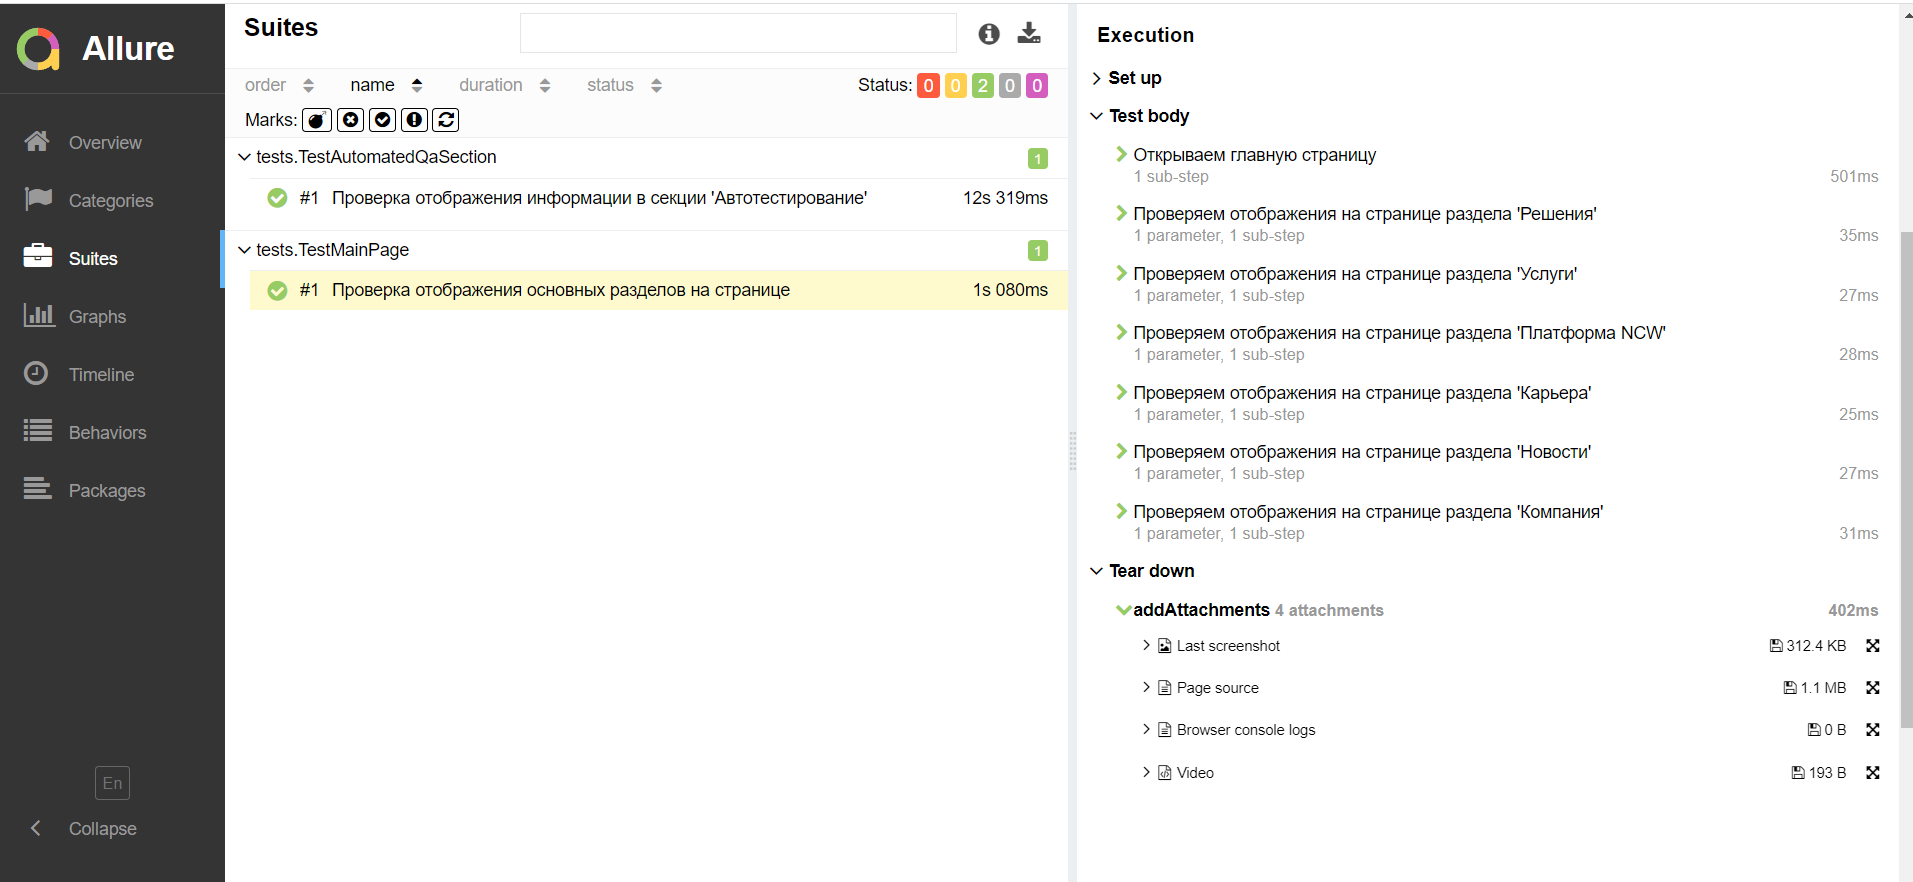 Allure
Overview
Categories
Suites
Graphs
Timeline
Behaviors
Packages
En
Collapse
Suites
order name duration status Status: 0 0 2 0 0
Marks:
tests.TestAutomatedQaSection 1
#1 Проверка отображения информации в секции 'Автотестирование' 12s 319ms
tests.TestMainPage 1
#1 Проверка отображения основных разделов на странице 1s 080ms
Execution
Set up
Test body
Открываем главную страницу
1 sub-step 501ms
Проверяем отображения на странице раздела 'Решения'
1 parameter, 1 sub-step 35ms
Проверяем отображения на странице раздела 'Услуги'
1 parameter, 1 sub-step 27ms
Проверяем отображения на странице раздела 'Платформа NCW'
1 parameter, 1 sub-step 28ms
Проверяем отображения на странице раздела 'Карьера'
1 parameter, 1 sub-step 25ms
Проверяем отображения на странице раздела 'Новости'
1 parameter, 1 sub-step 27ms
Проверяем отображения на странице раздела 'Компания'
1 parameter, 1 sub-step 31ms
Tear down
addAttachments 4 attachments 402ms
Last screenshot 312.4 KB
Page source 1.1 MB
Browser console logs 0 B
Video 193 B